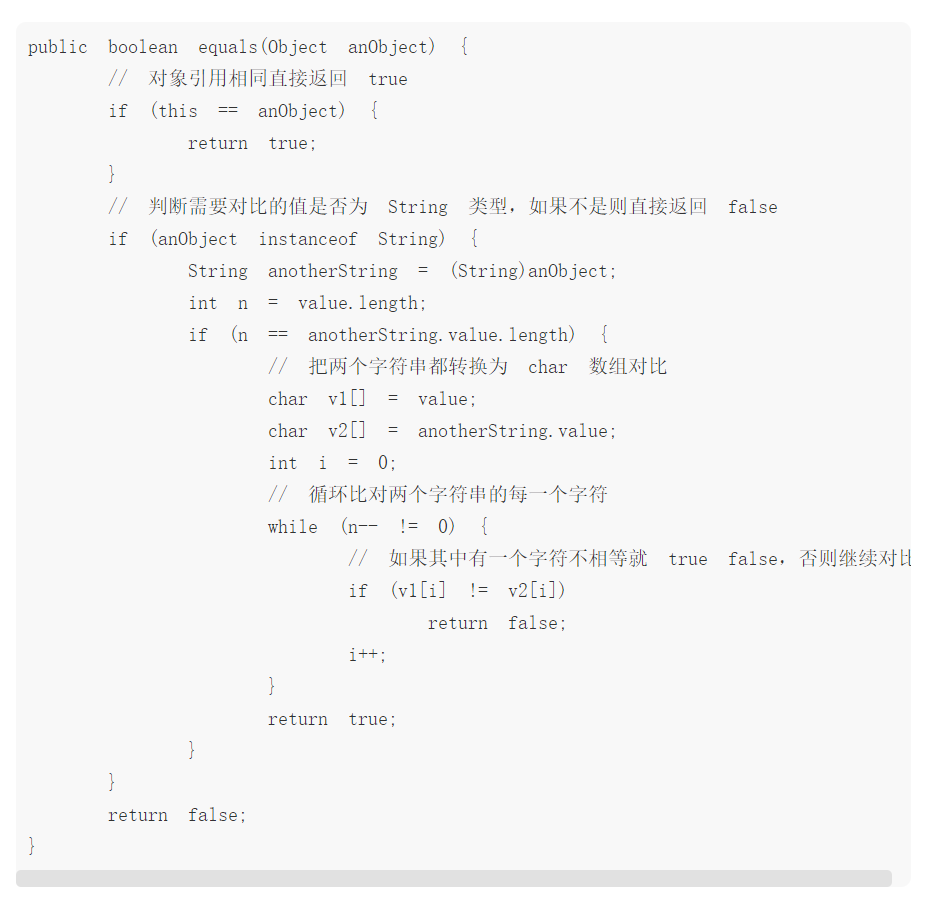 public boolean equals(Object anObject) {
// 对象引用相同直接返回 true
if (this == anObject) {
return true;
}
// 判断需要对比的值是否为 String 类型，如果不是则直接返回 false
if (anObject instanceof String) {
String anotherString = (String)anObject;
int n = value.length;
if (n == anotherString.value.length) {
// 把两个字符串都转换为 char 数组对比
char v1[] = value;
char v2[] = anotherString.value;
int i = 0;
// 循环比对两个字符串的每一个字符
while (n-- != 0) {
// 如果其中有一个字符不相等就 true false，否则继续对比
if (v1[i] != v2[i])
return false;
i++;
}
return true;
}
}
return false;
}